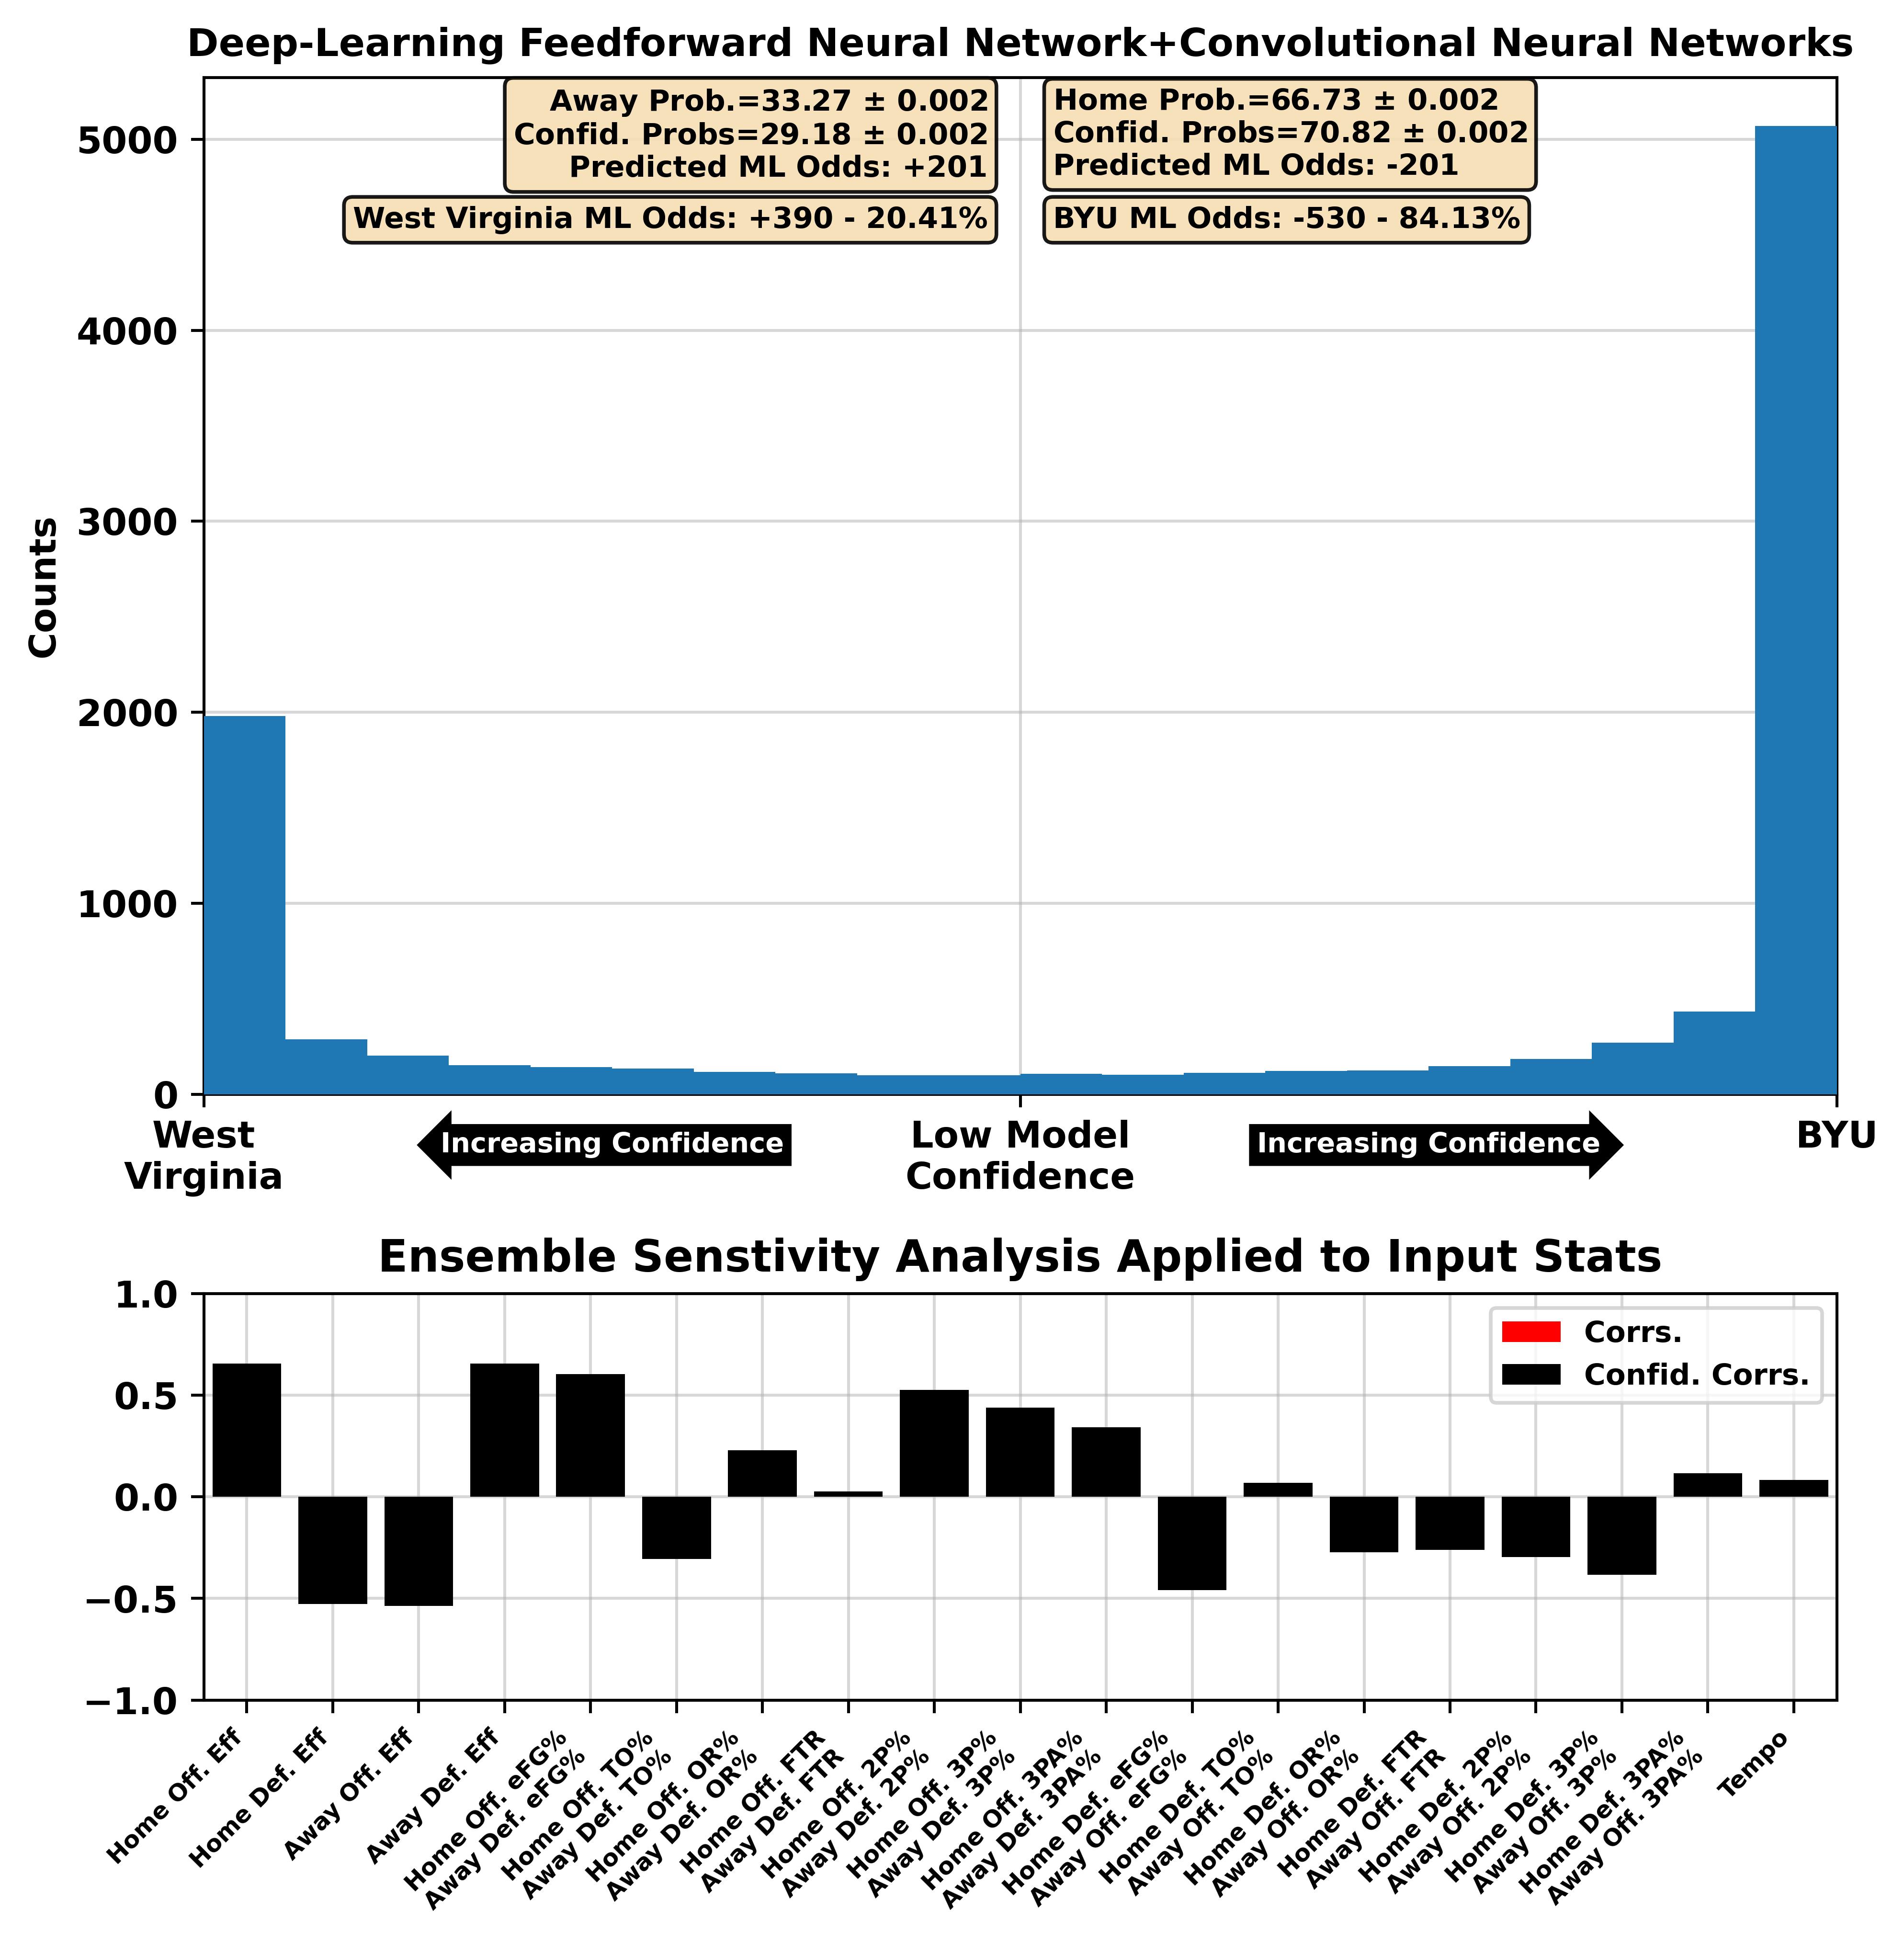 Deep-Learning Feedforward Neural Network+Convolutional Neural Networks
Away Prob.=33.27 ± 0.002
Confid. Probs=29.18 ± 0.002
Predicted ML Odds: +201
West Virginia ML Odds: +390 - 20.41%
Home Prob.=66.73 ± 0.002
Confid. Probs=70.82 ± 0.002
Predicted ML Odds: -201
BYU ML Odds: -530 - 84.13%
Counts
5000
4000
3000
2000
1000
0
West
Virginia
Increasing Confidence
Low Model
Confidence
Increasing Confidence
BYU
Ensemble Senstivity Analysis Applied to Input Stats
1.0
0.5
0.0
−0.5
−1.0
Corrs.
Confid. Corrs.
Home Off. Eff
Home Def. Eff
Away Off. Eff
Away Def. Eff
Home Off. eFG%
Away Def. eFG%
Home Off. TO%
Away Def. TO%
Home Off. OR%
Away Def. OR%
Home Off. FTR
Away Def. FTR
Home Off. 2P%
Away Def. 2P%
Home Off. 3P%
Away Def. 3P%
Home Off. 3PA%
Away Def. 3PA%
Home Def. eFG%
Away Off. eFG%
Home Def. TO%
Away Off. TO%
Home Def. OR%
Away Off. OR%
Home Def. FTR
Away Off. FTR
Home Def. 2P%
Away Off. 2P%
Home Def. 3P%
Away Off. 3P%
Home Def. 3PA%
Away Off. 3PA%
Tempo